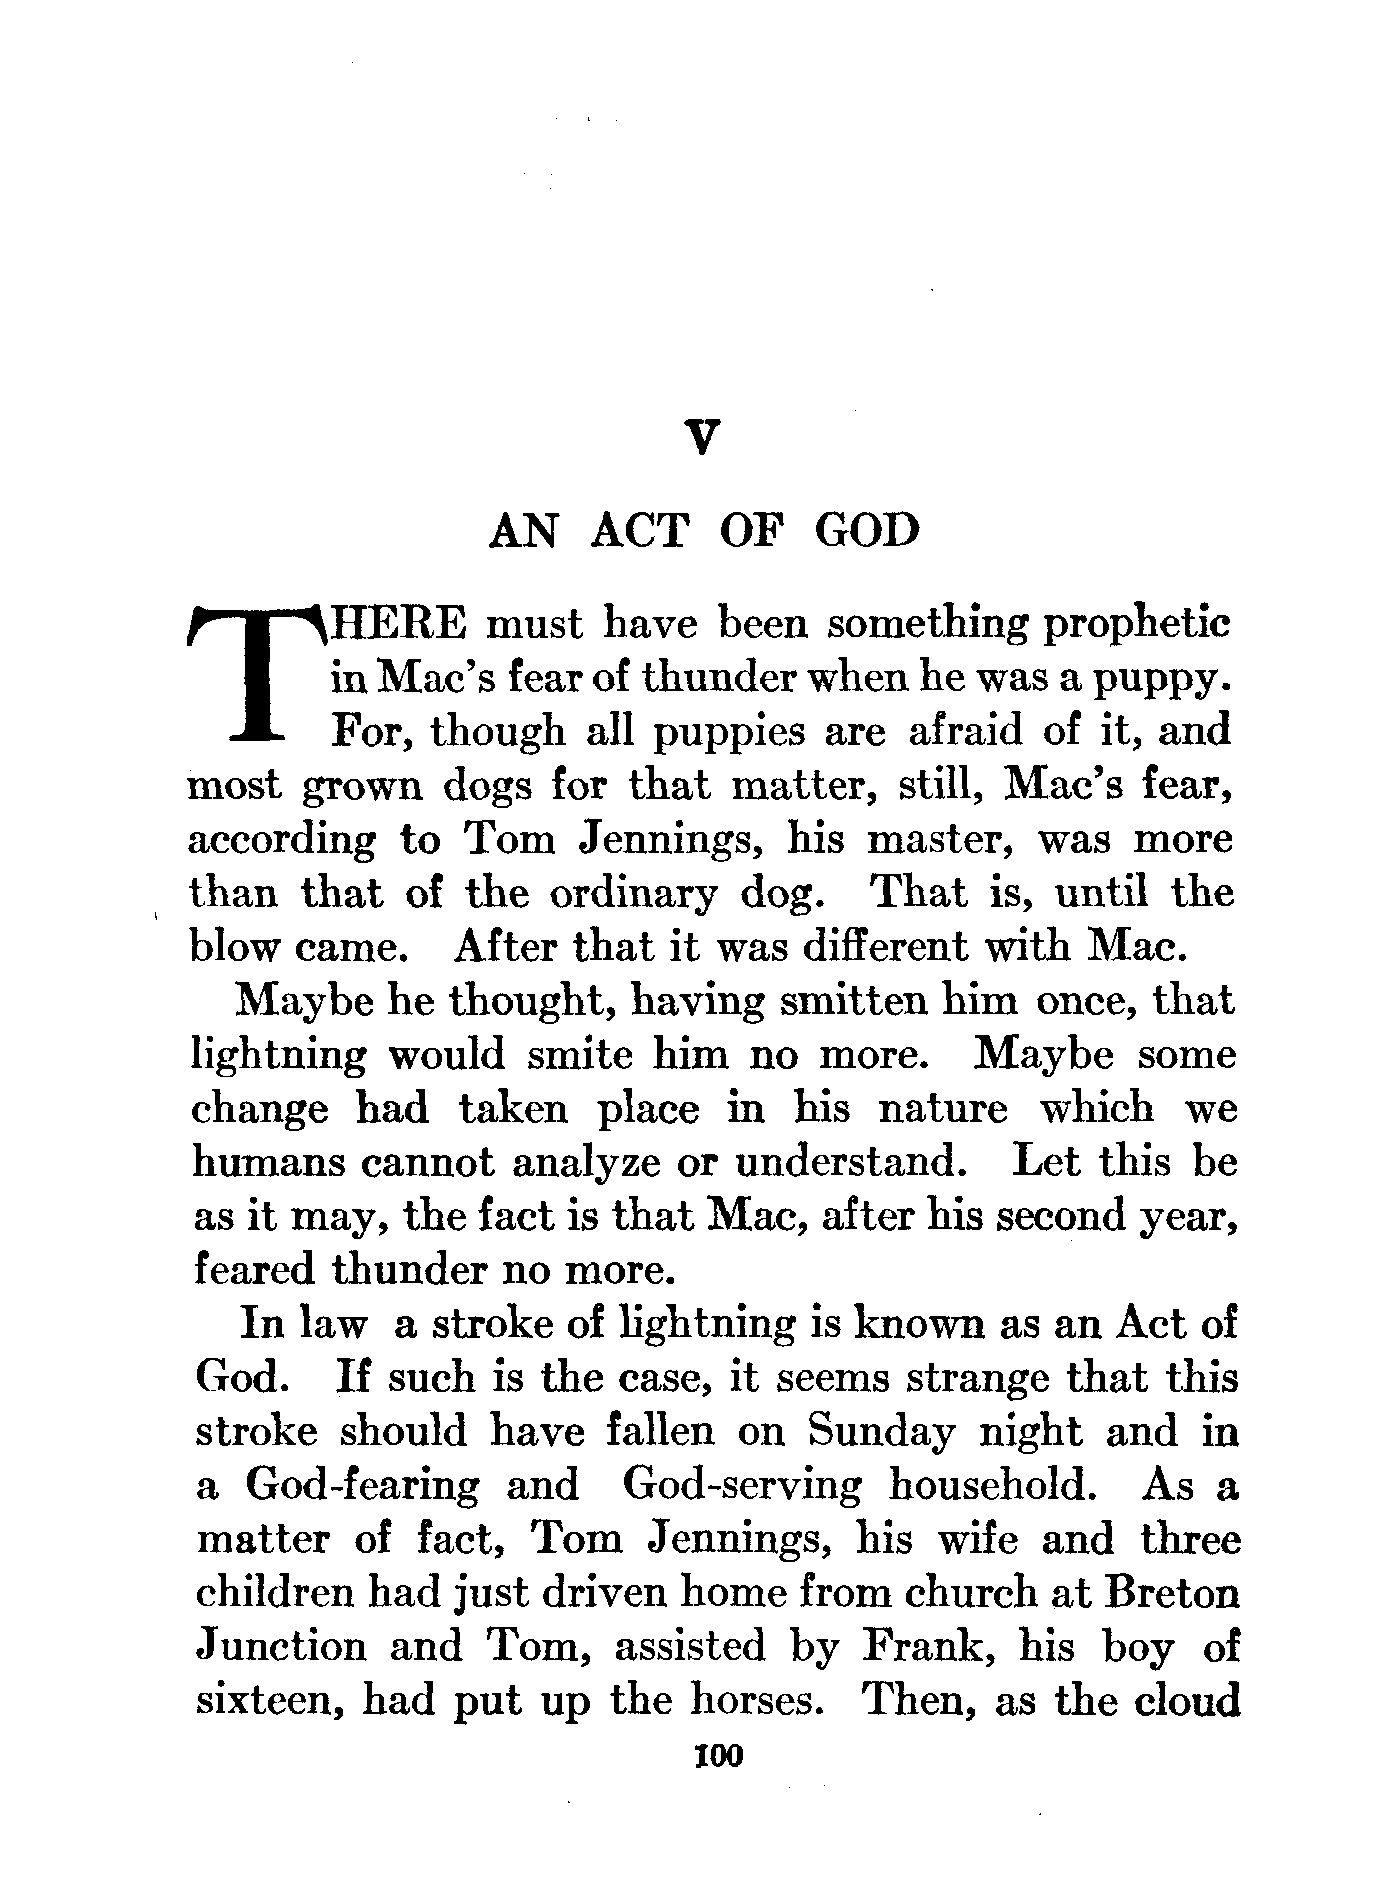 V
AN ACT OF GOD
THERE must have been something prophetic
in Mac's fear of thunder when he was a puppy.
For, though all puppies are afraid of it, and
most grown dogs for that matter, still, Mac's fear,
according to Tom Jennings, his master, was more
than that of the ordinary dog. That is, until the
blow came. After that it was different with Mac.
Maybe he thought, having smitten him once, that
lightning would smite him no more. Maybe some
change had taken place in his nature which we
humans cannot analyze or understand. Let this be
as it may, the fact is that Mac, after his second year,
feared thunder no more.
In law a stroke of lightning is known as an Act of
God. If such is the case, it seems strange that this
stroke should have fallen on Sunday night and in
a God-fearing and God-serving household. As a
matter of fact, Tom Jennings, his wife and three
children had just driven home from church at Breton
Junction and Tom, assisted by Frank, his boy of
sixteen, had put up the horses. Then, as the cloud
100